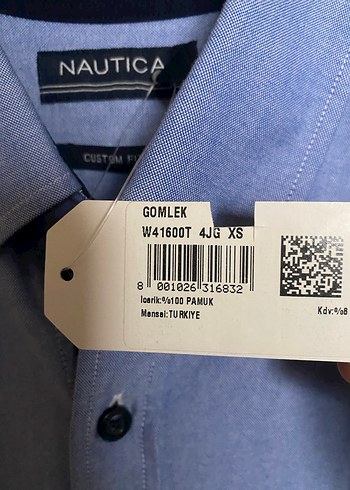 NAUTICA
CUSTOM FI
GOMLEK
W41600T 4JG XS
8 001026 316832
Icerik:%100 PAMUK
Mensei:TURKIYE
Kdv:%8